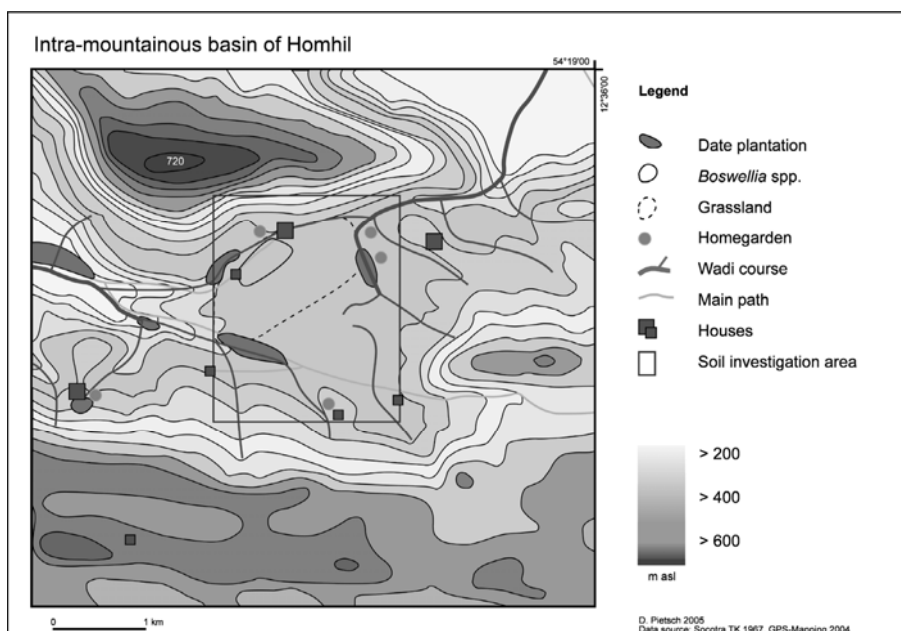 Intra-mountainous basin of Homhil
54°19'00
12°36'00
720
Legend
Date plantation
Boswellia spp.
Grassland
Homegarden
Wadi course
Main path
Houses
Soil investigation area
> 200
> 400
> 600
m asl
0 1 km
D. Pietsch 2005
Data source: Socotra TK 1967, GPS-Mapping 2004